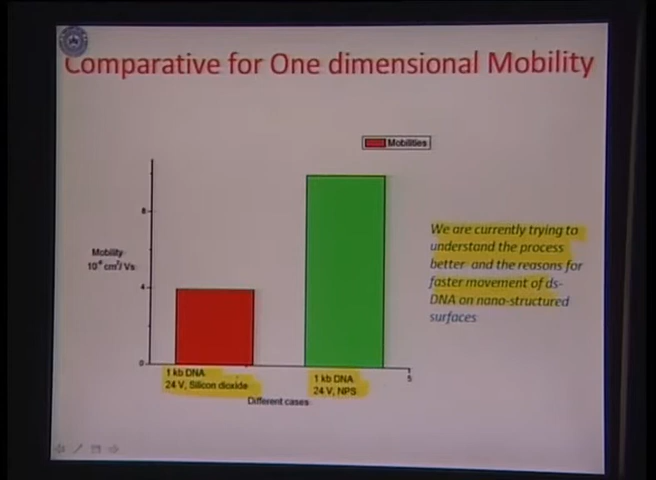 Comparative for One dimensional Mobility
Mobilities
8
Mobility
10⁻⁴ cm²/ Vs
4
0
1 kb DNA
24 V, Silicon dioxide
1 kb DNA
24 V, NPS
5
Different cases
We are currently trying to
understand the process
better and the reasons for
faster movement of ds-
DNA on nano-structured
surfaces